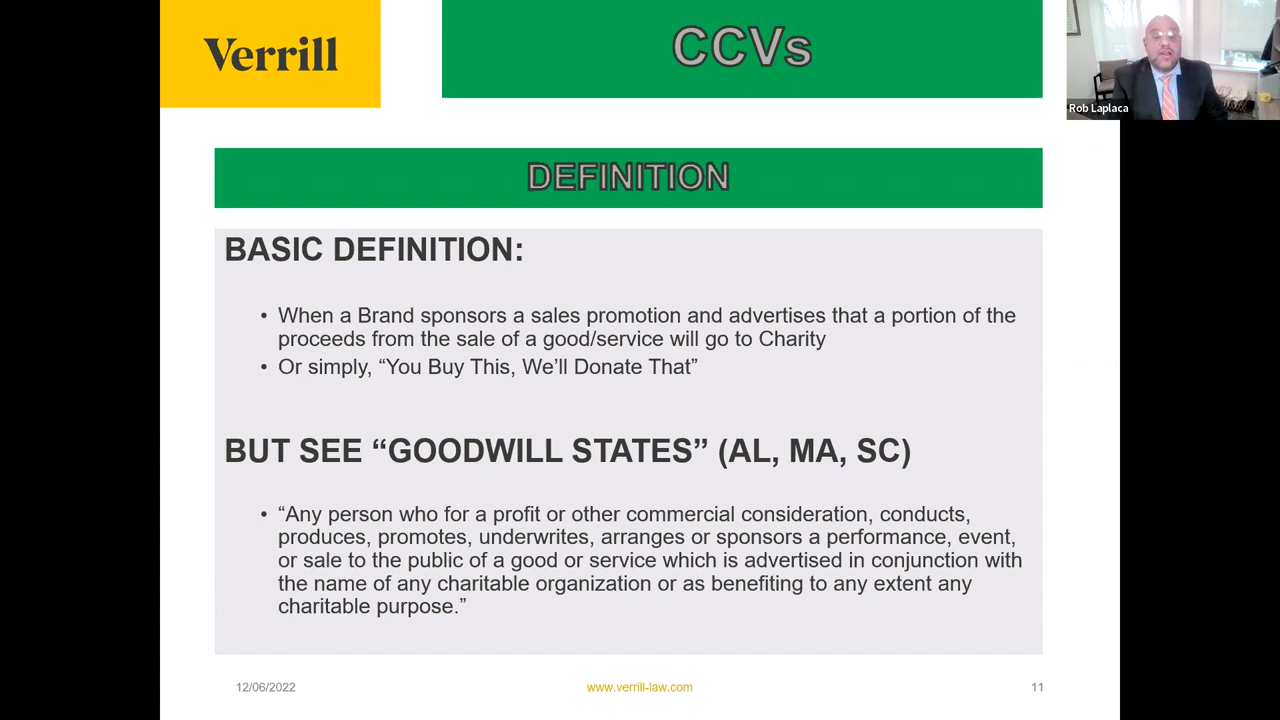 Verrill
CCVs
Rob Laplaca
DEFINITION
BASIC DEFINITION:
• When a Brand sponsors a sales promotion and advertises that a portion of the
proceeds from the sale of a good/service will go to Charity
• Or simply, “You Buy This, We’ll Donate That”
BUT SEE “GOODWILL STATES” (AL, MA, SC)
• “Any person who for a profit or other commercial consideration, conducts,
produces, promotes, underwrites, arranges or sponsors a performance, event,
or sale to the public of a good or service which is advertised in conjunction with
the name of any charitable organization or as benefiting to any extent any
charitable purpose.”
12/06/2022
www.verrill-law.com
11